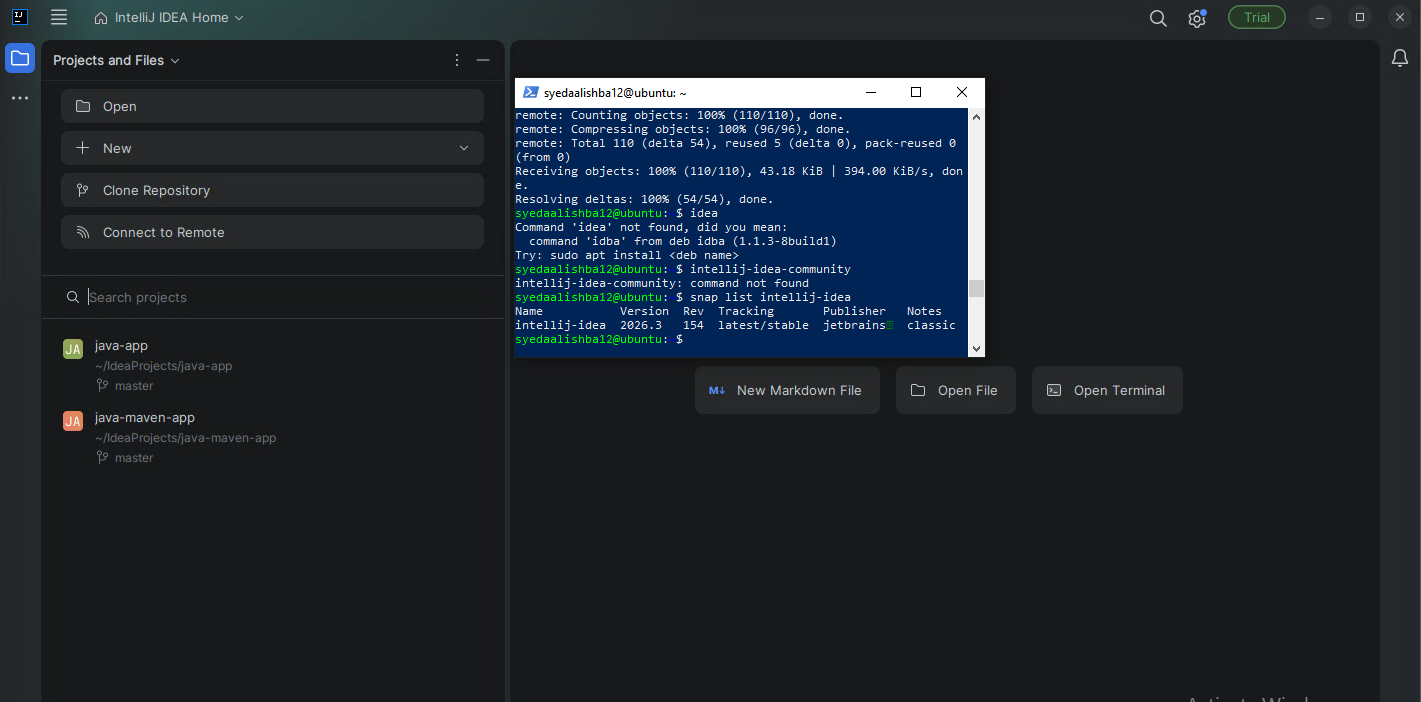 IJ
IntelliJ IDEA Home
Trial
Projects and Files
Open
New
Clone Repository
Connect to Remote
Search projects
JA
java-app
~/IdeaProjects/java-app
master
JA
java-maven-app
~/IdeaProjects/java-maven-app
master
syedaalishba12@ubuntu: ~
remote: Counting objects: 100% (110/110), done.
remote: Compressing objects: 100% (96/96), done.
remote: Total 110 (delta 54), reused 5 (delta 0), pack-reused 0
(from 0)
Receiving objects: 100% (110/110), 43.18 KiB | 394.00 KiB/s, don
e.
Resolving deltas: 100% (54/54), done.
syedaalishba12@ubuntu: $ idea
Command 'idea' not found, did you mean:
command 'idba' from deb idba (1.1.3-8build1)
Try: sudo apt install <deb name>
syedaalishba12@ubuntu: $ intellij-idea-community
intellij-idea-community: command not found
syedaalishba12@ubuntu: $ snap list intellij-idea
Name Version Rev Tracking Publisher Notes
intellij-idea 2026.3 154 latest/stable jetbrains classic
syedaalishba12@ubuntu: $
M↓ New Markdown File
Open File
Open Terminal